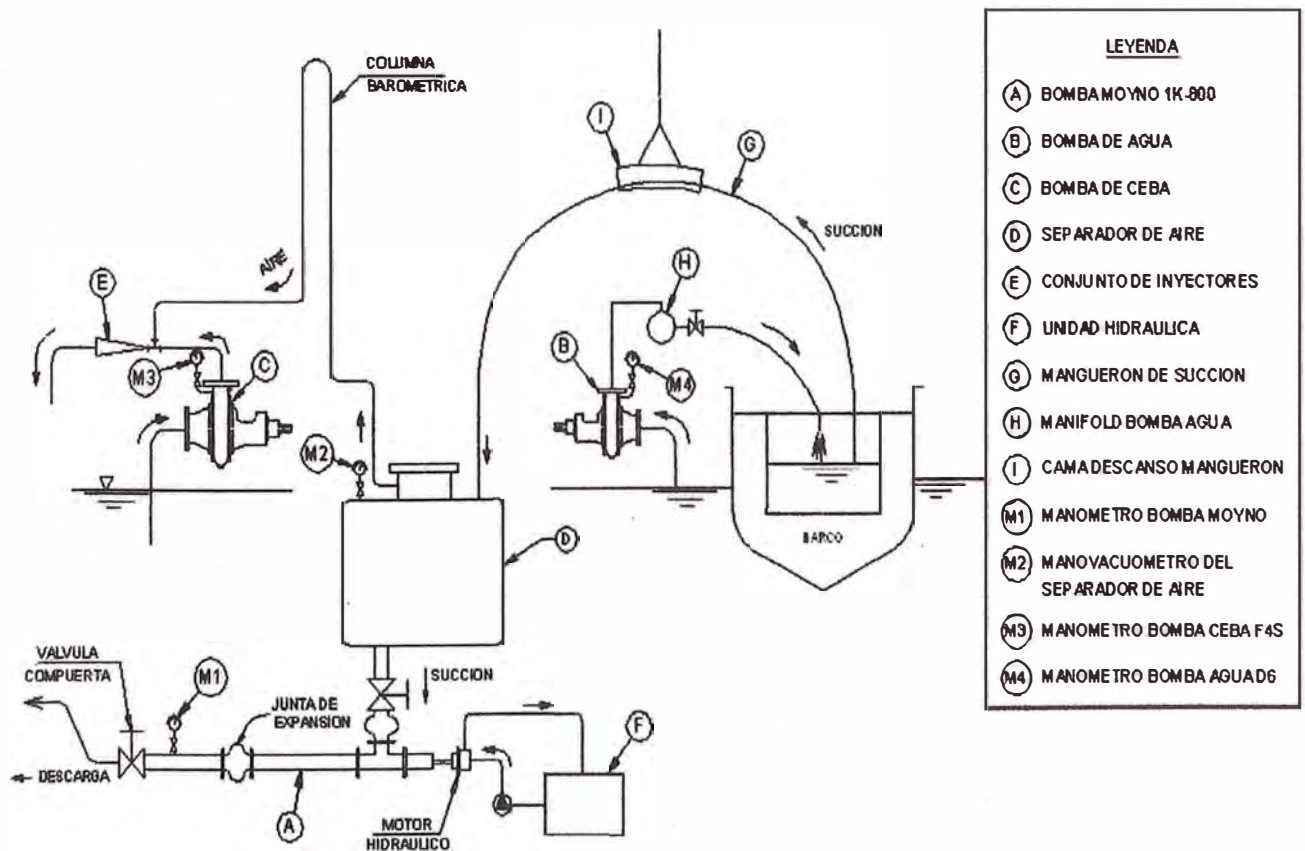 COLUMNA
BAROMETRICA
AIRE
E
M3
C
I
G
SUCCION
H
B
M4
M2
BARCO
D
VALVULA
COMPUERTA
M1
JUNTA DE
EXPANSION
SUCCION
F
DESCARGA
A
MOTOR
HIDRAULICO
LEYENDA
A BOMBA MOYNO 1K-800
B BOMBA DE AGUA
C BOMBA DE CEBA
D SEPARADOR DE AIRE
E CONJUNTO DE INYECTORES
F UNIDAD HIDRAULICA
G MANGUERON DE SUCCION
H MANIFOLD BOMBA AGUA
I CAMA DESCANSO MANGUERON
M1 MANOMETRO BOMBA MOYNO
M2 MANOVACUOMETRO DEL
SEPARADOR DE AIRE
M3 MANOMETRO BOMBA CEBA F4S
M4 MANOMETRO BOMBA AGUA D6